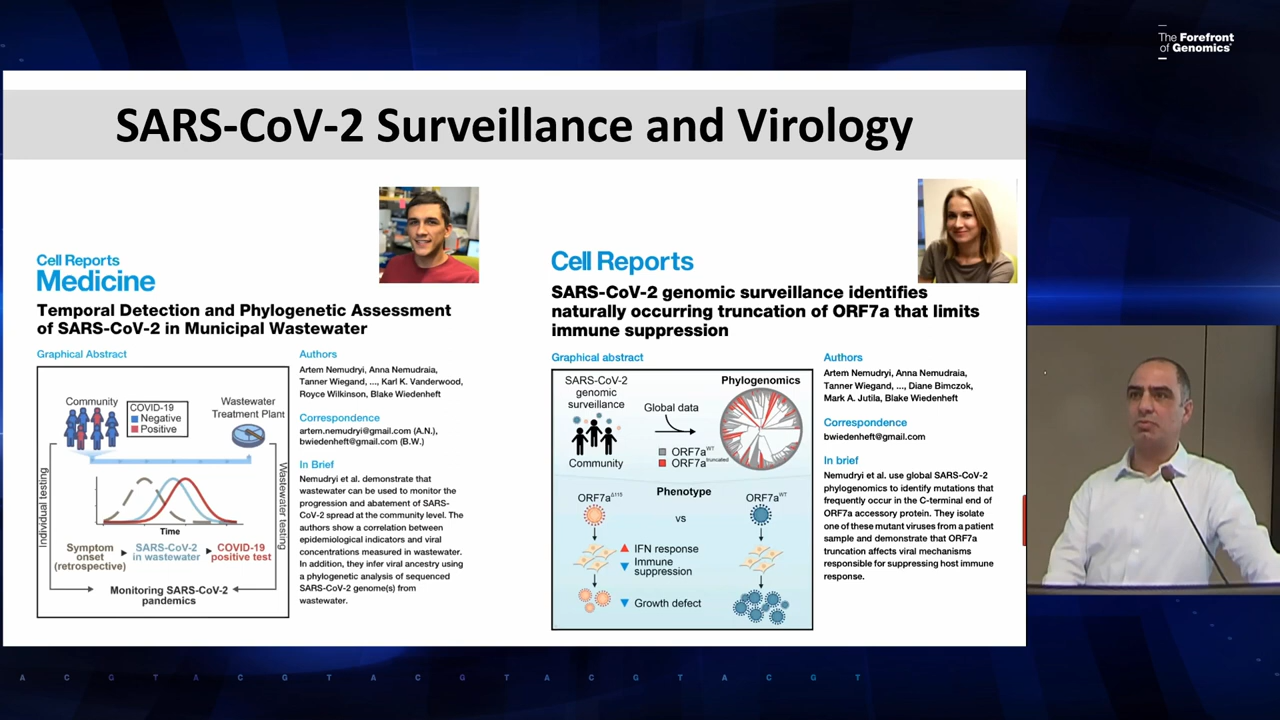 The Forefront
of Genomics
SARS-CoV-2 Surveillance and Virology
Cell Reports
Medicine
Temporal Detection and Phylogenetic Assessment
of SARS-CoV-2 in Municipal Wastewater
Graphical Abstract
Community
COVID-19
Negative
Positive
Wastewater
Treatment Plant
Individual testing
Wastewater testing
Time
Symptom
onset
(retrospective)
SARS-CoV-2
in wastewater
COVID-19
positive test
Monitoring SARS-CoV-2
pandemics
Authors
Artem Nemudryi, Anna Nemudraia,
Tanner Wiegand, ..., Karl K. Vanderwood,
Royce Wilkinson, Blake Wiedenheft
Correspondence
artem.nemudryi@gmail.com (A.N.),
bwiedenheft@gmail.com (B.W.)
In Brief
Nemudryi et al. demonstrate that
wastewater can be used to monitor the
progression and abatement of SARS-
CoV-2 spread at the community level. The
authors show a correlation between
epidemiological indicators and viral
concentrations measured in wastewater.
In addition, they infer viral ancestry using
a phylogenetic analysis of sequenced
SARS-CoV-2 genome(s) from
wastewater.
Cell Reports
SARS-CoV-2 genomic surveillance identifies
naturally occurring truncation of ORF7a that limits
immune suppression
Graphical abstract
SARS-CoV-2
genomic
surveillance
Community
Global data
Phylogenomics
ORF7a WT
ORF7a truncated
Phenotype
ORF7a Δ115
vs
ORF7a WT
IFN response
Immune
suppression
Growth defect
Authors
Artem Nemudryi, Anna Nemudraia,
Tanner Wiegand, ..., Diane Bimczok,
Mark A. Jutila, Blake Wiedenheft
Correspondence
bwiedenheft@gmail.com
In brief
Nemudryi et al. use global SARS-CoV-2
phylogenomics to identify mutations that
frequently occur in the C-terminal end of
ORF7a accessory protein. They isolate
one of these mutant viruses from a patient
sample and demonstrate that ORF7a
truncation affects viral mechanisms
responsible for suppressing host immune
response.
A C G T A C G T A C G T A C G T